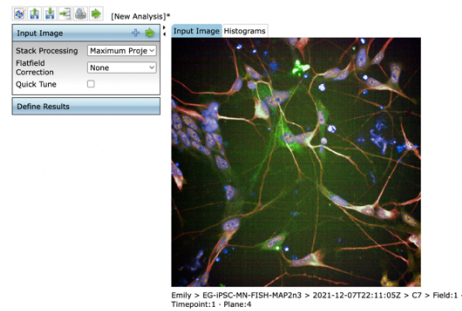 [New Analysis]*
Input Image
Stack Processing Maximum Proje
Flatfield Correction None
Quick Tune
Define Results
Input Image Histograms
Emily > EG-iPSC-MN-FISH-MAP2n3 > 2021-12-07T22:11:05Z > C7 > Field:1 -
Timepoint:1 - Plane:4